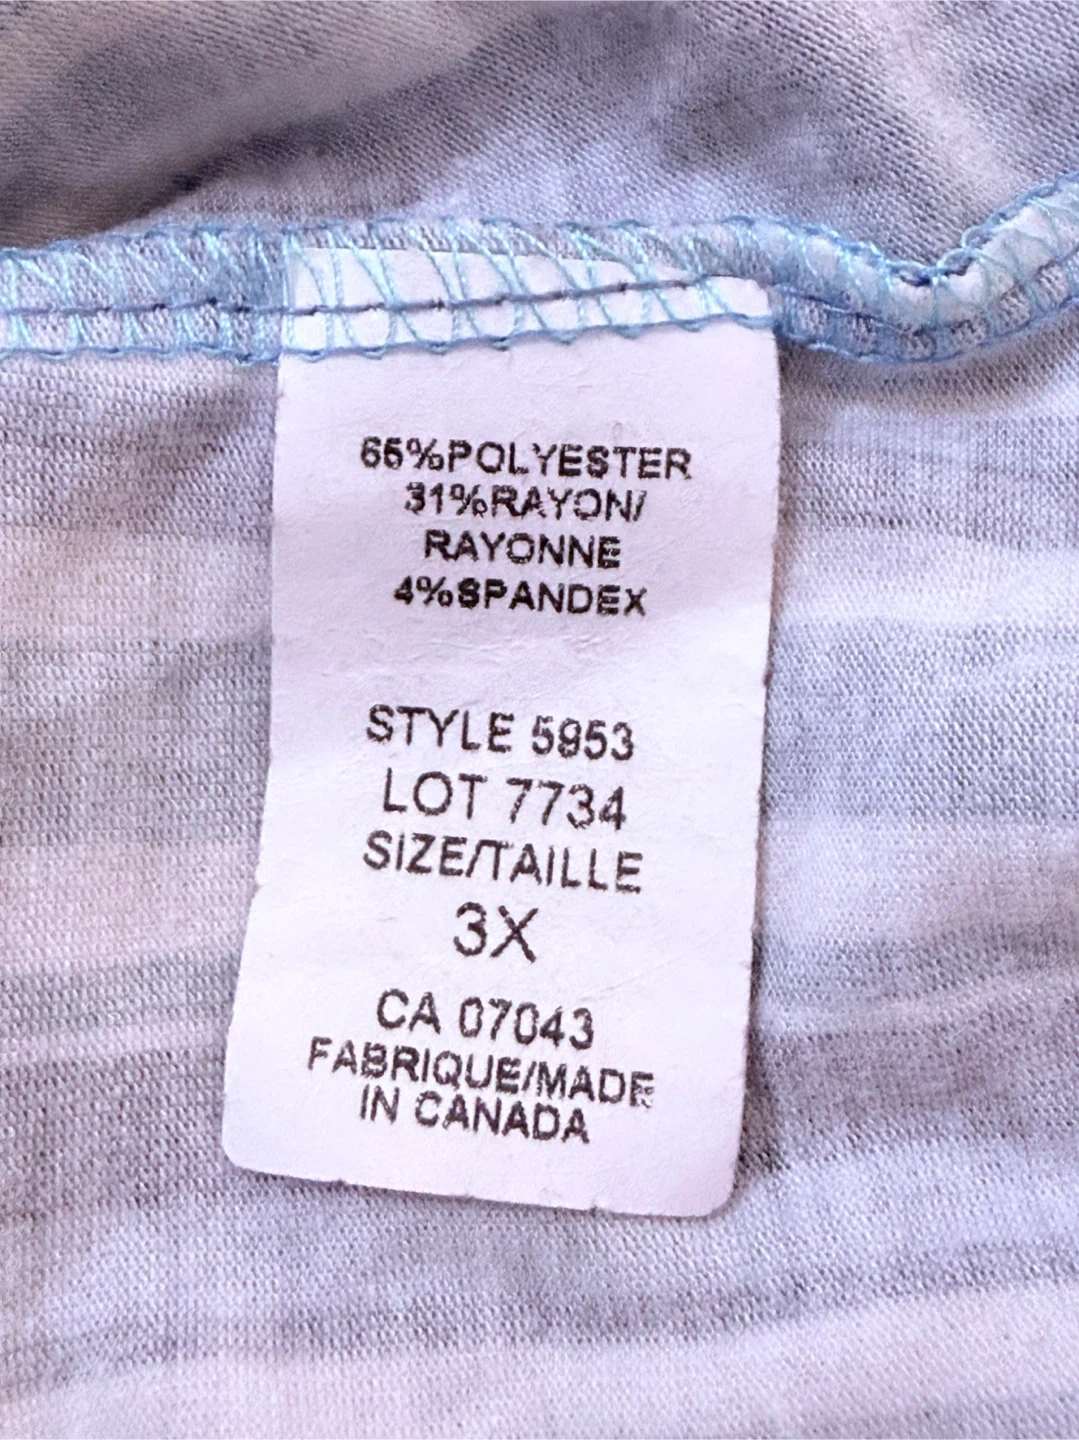 65%POLYESTER
31%RAYON/
RAYONNE
4%SPANDEX
STYLE 5953
LOT 7734
SIZE/TAILLE
3X
CA 07043
FABRIQUE/MADE
IN CANADA